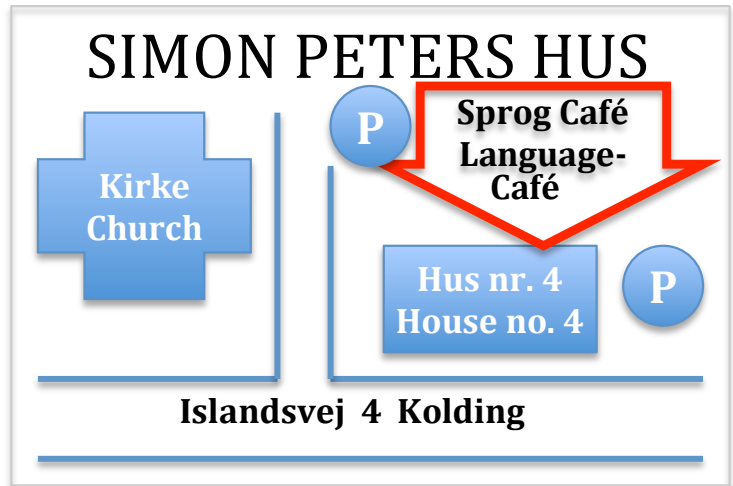 SIMON PETERS HUS
P
Sprog Café
Language-
Café
Kirke
Church
Hus nr. 4
House no. 4
P
Islandsvej 4 Kolding